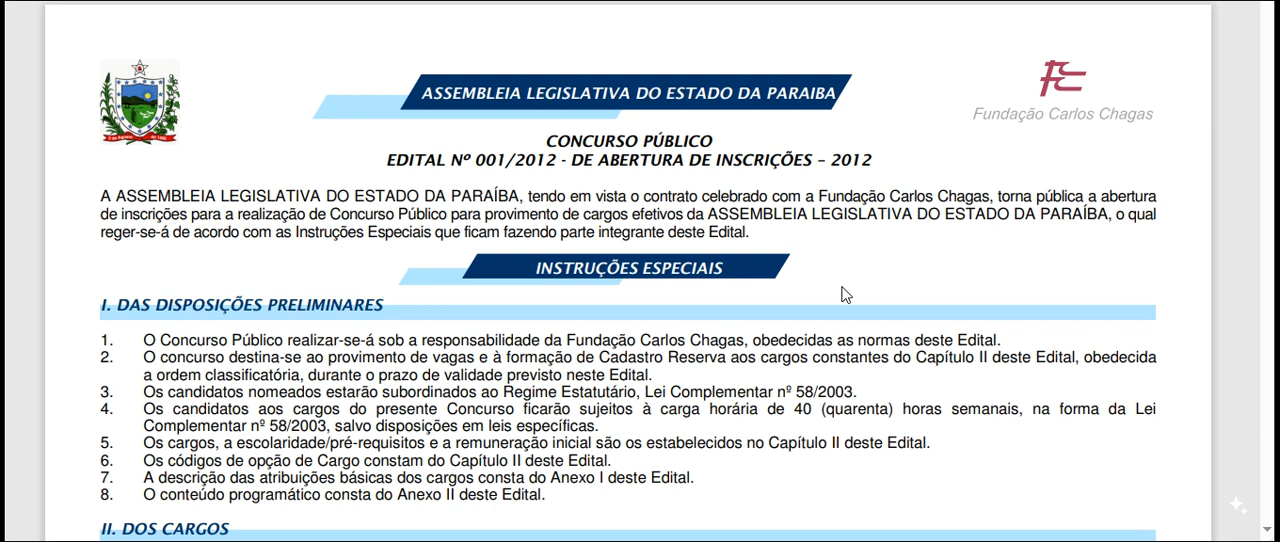 ASSEMBLEIA LEGISLATIVA DO ESTADO DA PARAIBA
Fundação Carlos Chagas
CONCURSO PÚBLICO
EDITAL Nº 001/2012 - DE ABERTURA DE INSCRIÇÕES – 2012
A ASSEMBLEIA LEGISLATIVA DO ESTADO DA PARAÍBA, tendo em vista o contrato celebrado com a Fundação Carlos Chagas, torna pública a abertura
de inscrições para a realização de Concurso Público para provimento de cargos efetivos da ASSEMBLEIA LEGISLATIVA DO ESTADO DA PARAÍBA, o qual
reger-se-á de acordo com as Instruções Especiais que ficam fazendo parte integrante deste Edital.
INSTRUÇÕES ESPECIAIS
I. DAS DISPOSIÇÕES PRELIMINARES
1. O Concurso Público realizar-se-á sob a responsabilidade da Fundação Carlos Chagas, obedecidas as normas deste Edital.
2. O concurso destina-se ao provimento de vagas e à formação de Cadastro Reserva aos cargos constantes do Capítulo II deste Edital, obedecida
a ordem classificatória, durante o prazo de validade previsto neste Edital.
3. Os candidatos nomeados estarão subordinados ao Regime Estatutário, Lei Complementar nº 58/2003.
4. Os candidatos aos cargos do presente Concurso ficarão sujeitos à carga horária de 40 (quarenta) horas semanais, na forma da Lei
Complementar nº 58/2003, salvo disposições em leis específicas.
5. Os cargos, a escolaridade/pré-requisitos e a remuneração inicial são os estabelecidos no Capítulo II deste Edital.
6. Os códigos de opção de Cargo constam do Capítulo II deste Edital.
7. A descrição das atribuições básicas dos cargos consta do Anexo I deste Edital.
8. O conteúdo programático consta do Anexo II deste Edital.
II. DOS CARGOS